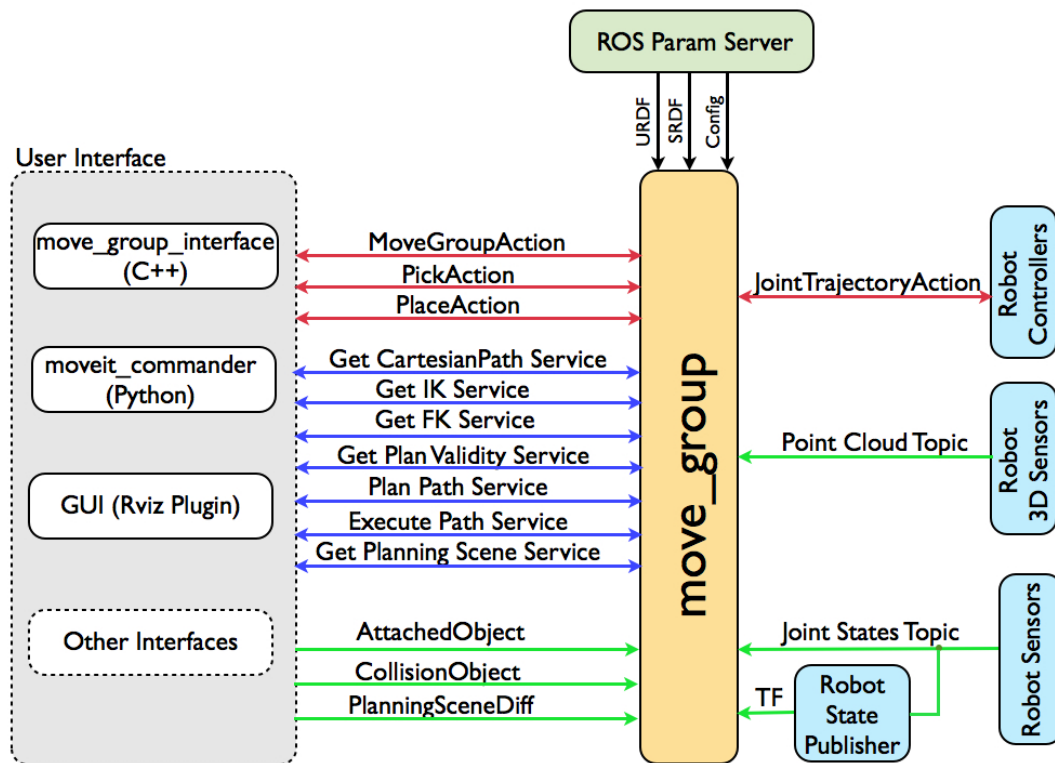 ROS Param Server
URDF
SRDF
Config
User Interface
move_group_interface
(C++)
moveit_commander
(Python)
GUI (Rviz Plugin)
Other Interfaces
MoveGroupAction
PickAction
PlaceAction
Get CartesianPath Service
Get IK Service
Get FK Service
Get Plan Validity Service
Plan Path Service
Execute Path Service
Get Planning Scene Service
AttachedObject
CollisionObject
PlanningSceneDiff
move_group
JointTrajectoryAction
Robot
Controllers
Point Cloud Topic
Robot
3D Sensors
Joint States Topic
TF
Robot
State
Publisher
Robot Sensors